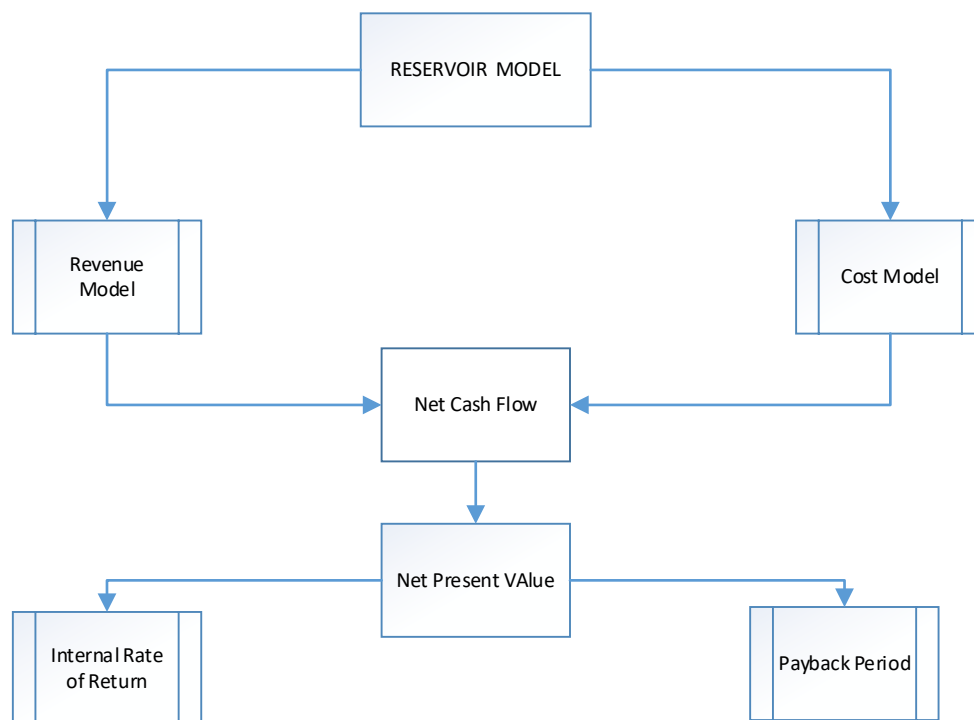 RESERVOIR MODEL
Revenue
Model
Cost Model
Net Cash Flow
Net Present VAlue
Internal Rate
of Return
Payback Period